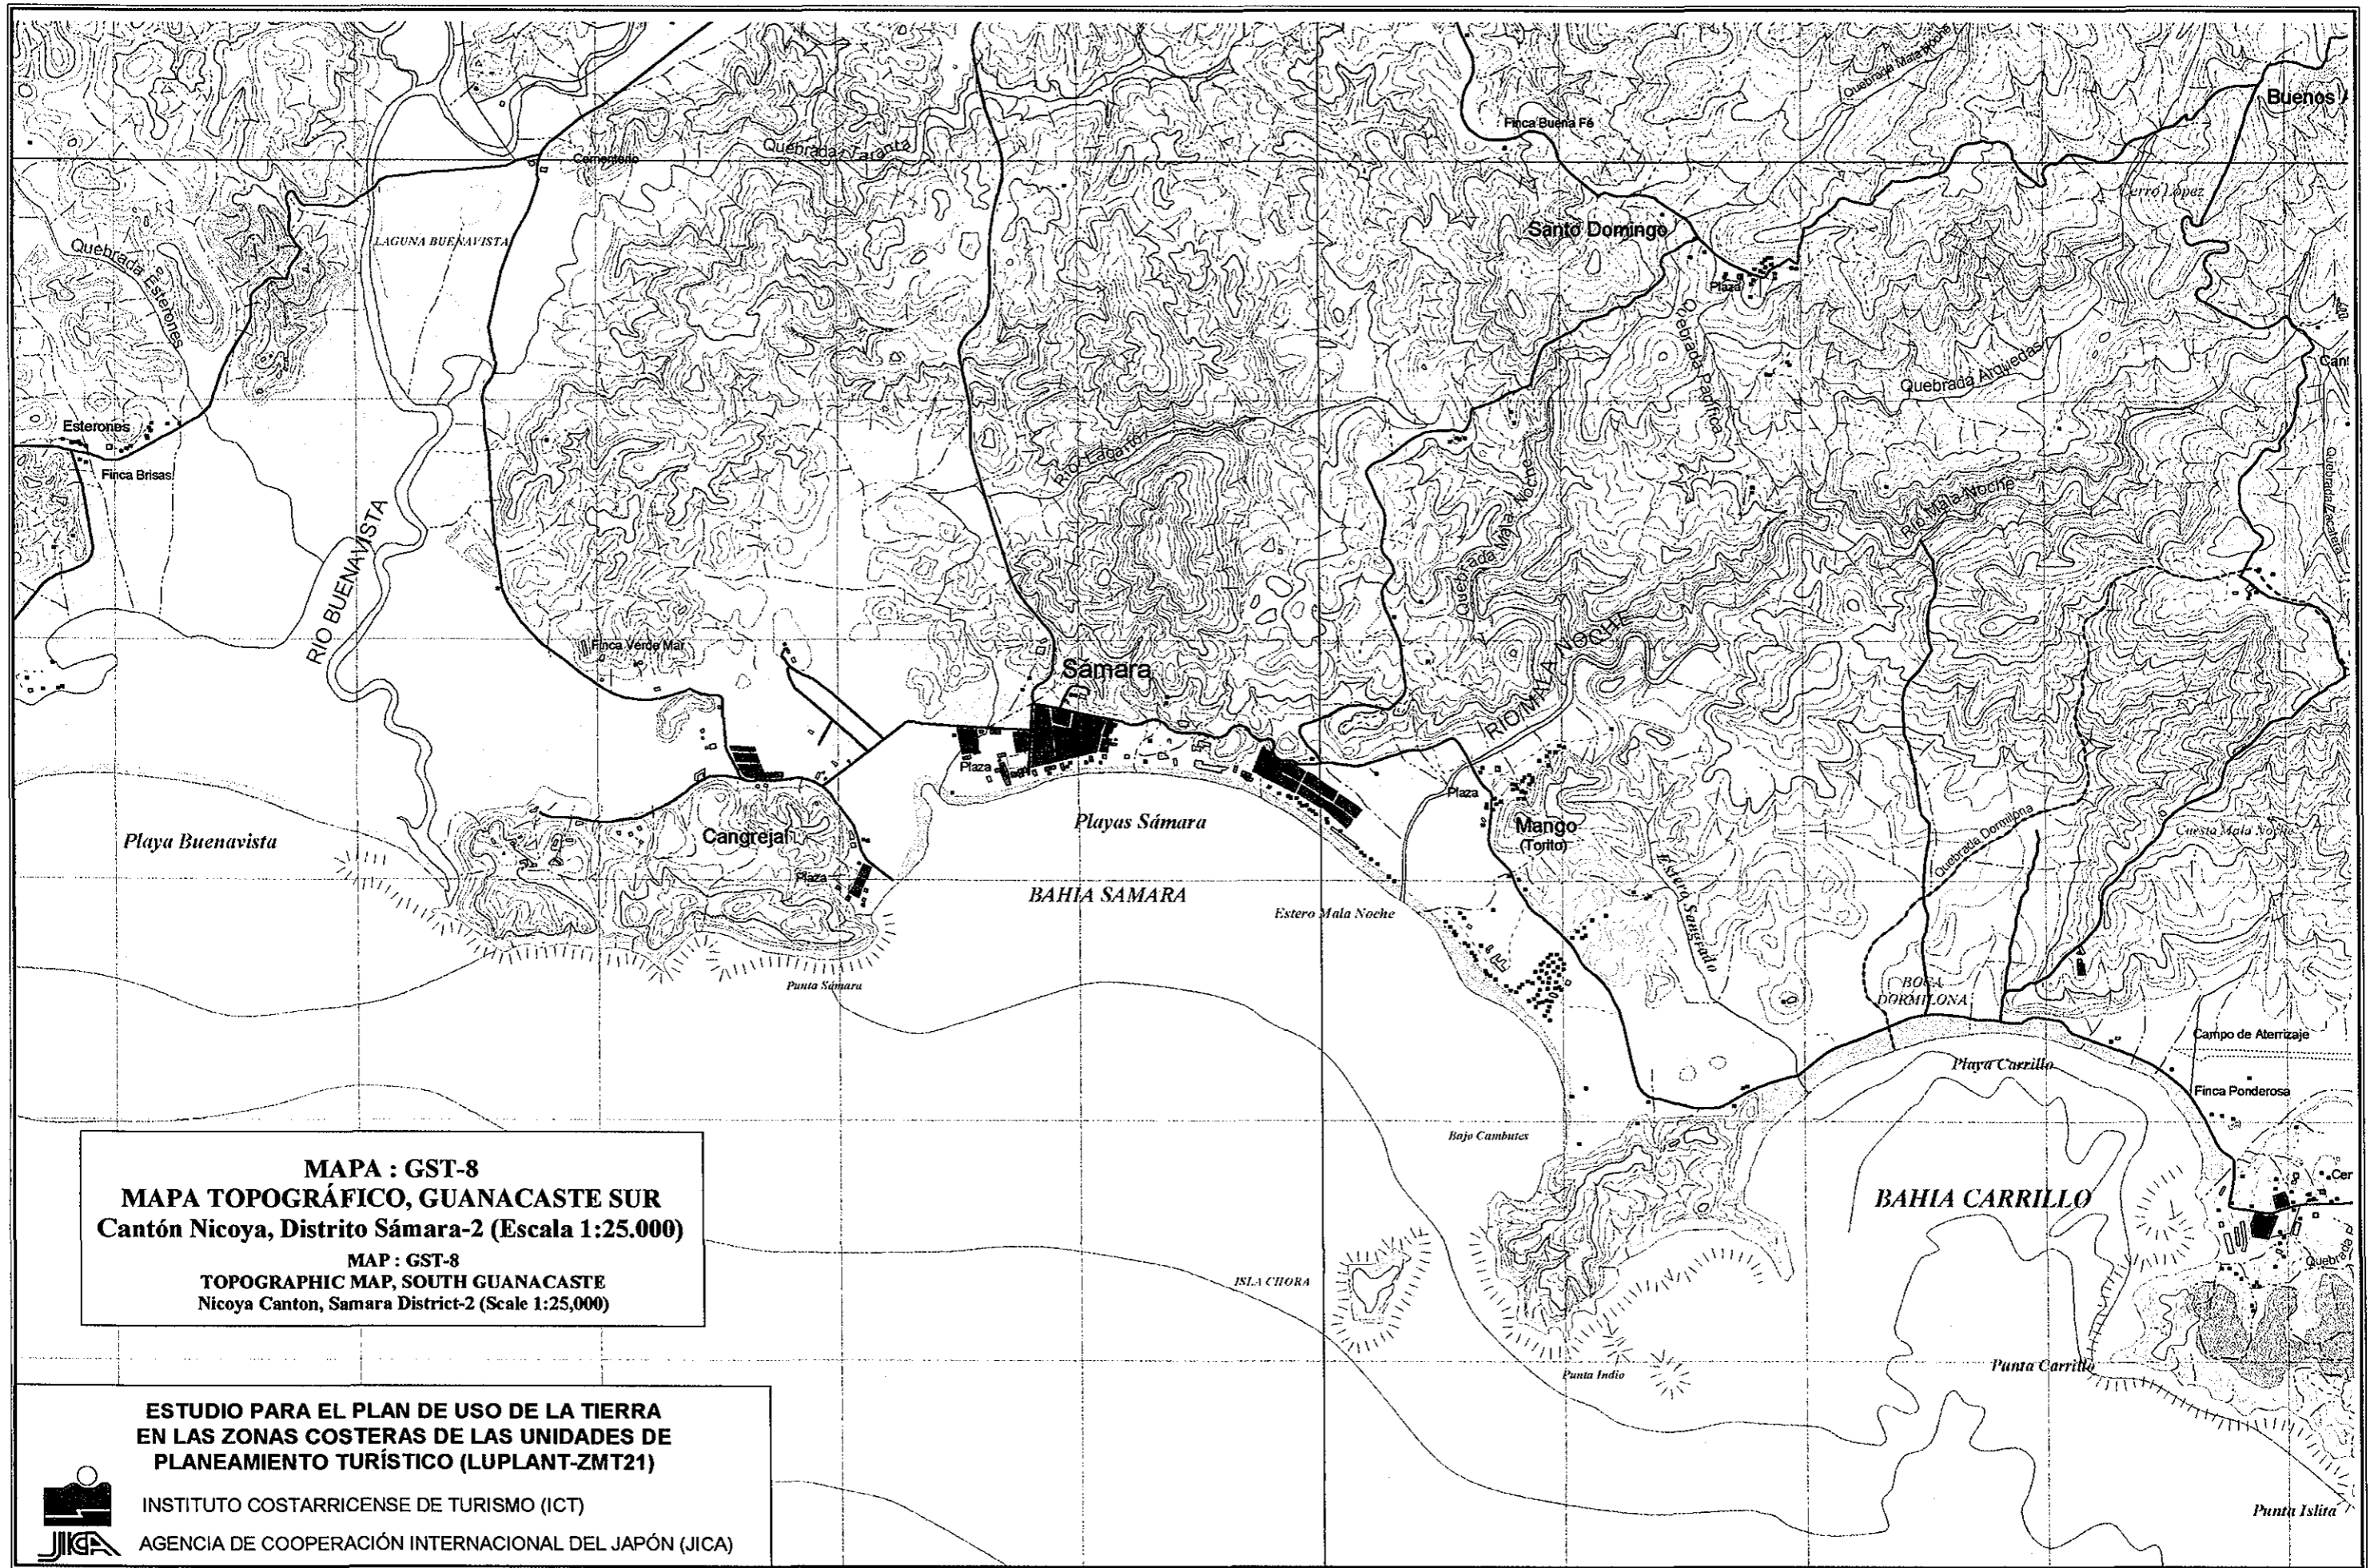 Quebrada Mala Noche
Buenos A
Finca Buena Fé
Quebrada Taranta
Cementerio
Cerro López
Santo Domingo
LAGUNA BUENAVISTA
Quebrada Esterones
Plaza
Quebrada Pacífica
Quebrada Arguedas
Esterones
Finca Brisas
Río Lagarto
Quebrada Mala Noche
Río Mala Noche
Quebrada Zacatera
RIO BUENAVISTA
RIO MALA NOCHE
Finca Verde Mar
Sámara
Plaza
Plaza
Playa Buenavista
Cangrejal
Playas Sámara
Mango
(Torito)
Quebrada Dormilona
Cuesta Mala Noche
Plaza
BAHIA SAMARA
Estero Mala Noche
Estero Sangrado
Punta Sámara
BOCA
DORMILONA
Campo de Aterrizaje
Playa Carrillo
Finca Ponderosa
Bajo Cambutes
Cer
BAHIA CARRILLO
Quebrada
ISLA CHORA
Punta Indio
Punta Carrillo
Punta Islita
MAPA : GST-8
MAPA TOPOGRÁFICO, GUANACASTE SUR
Cantón Nicoya, Distrito Sámara-2 (Escala 1:25.000)
MAP : GST-8
TOPOGRAPHIC MAP, SOUTH GUANACASTE
Nicoya Canton, Samara District-2 (Scale 1:25,000)
ESTUDIO PARA EL PLAN DE USO DE LA TIERRA
EN LAS ZONAS COSTERAS DE LAS UNIDADES DE
PLANEAMIENTO TURÍSTICO (LUPLANT-ZMT21)
INSTITUTO COSTARRICENSE DE TURISMO (ICT)
JICA
AGENCIA DE COOPERACIÓN INTERNACIONAL DEL JAPÓN (JICA)